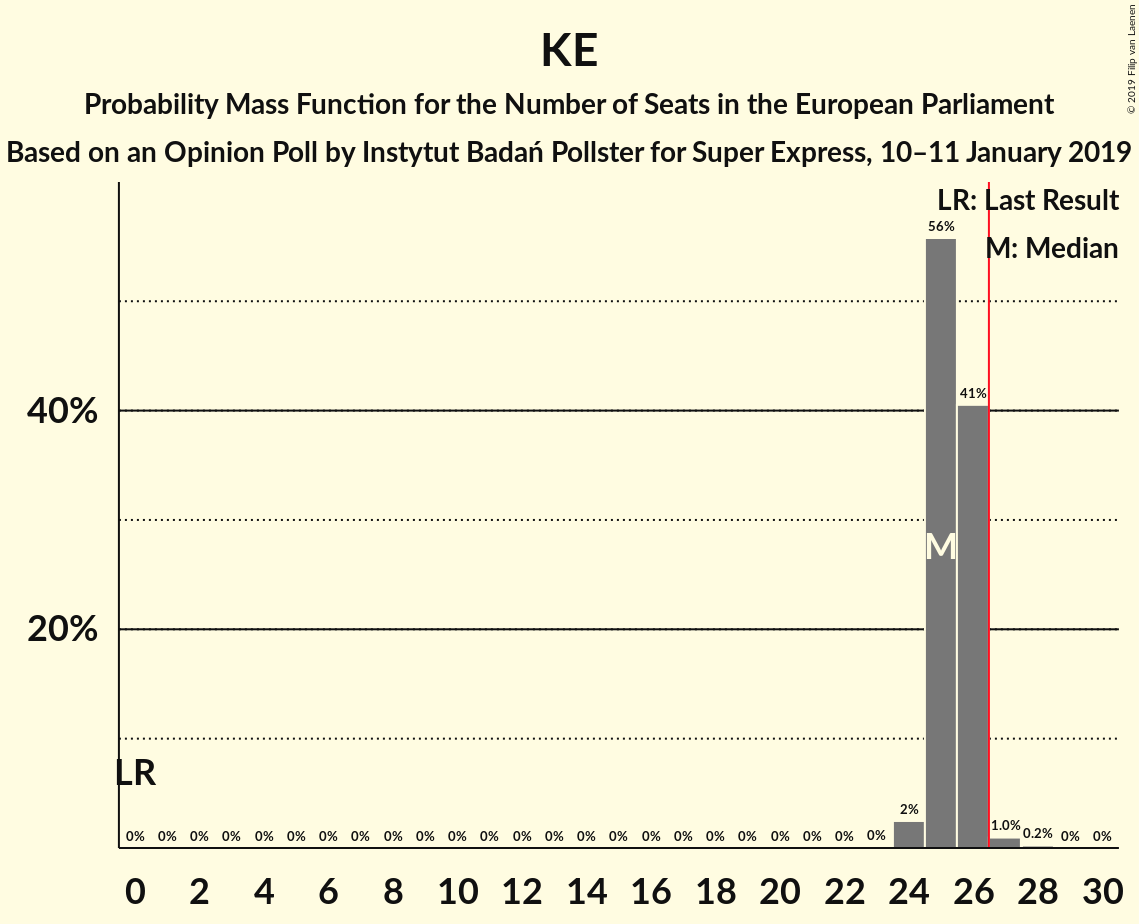 KE
Probability Mass Function for the Number of Seats in the European Parliament
Based on an Opinion Poll by Instytut Badań Pollster for Super Express, 10–11 January 2019
© 2019 Filip van Laenen
LR: Last Result
M: Median
56%
41%
40%
M
20%
LR
0% 0% 0% 0% 0% 0% 0% 0% 0% 0% 0% 0% 0% 0% 0% 0% 0% 0% 0% 0% 0% 0% 0% 0% 2% 1.0% 0.2% 0% 0%
0 2 4 6 8 10 12 14 16 18 20 22 24 26 28 30